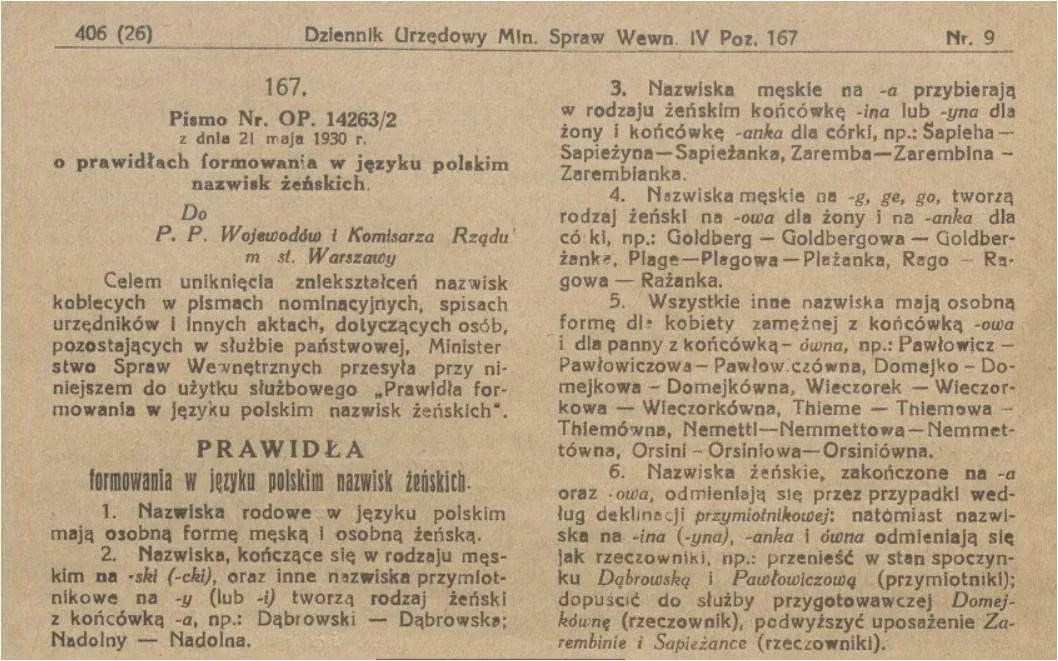 406 (26)
Dziennik Urzędowy Min. Spraw Wewn. IV Poz. 167
Nr. 9
167.
Pismo Nr. OP. 14263/2
z dnia 21 maja 1930 r.
o prawidłach formowania w języku polskim
nazwisk żeńskich.
Do
P. P. Wojewodów i Komisarza Rządu
m st. Warszawy
Celem uniknięcia zniekształceń nazwisk
kobiecych w pismach nominacyjnych, spisach
urzędników i innych aktach, dotyczących osób,
pozostających w służbie państwowej, Minister
stwo Spraw Wewnętrznych przesyła przy ni-
niejszem do użytku służbowego „Prawidła for-
mowania w języku polskim nazwisk żeńskich“.
PRAWIDŁA
formowania w języku polskim nazwisk żeńskich.
1. Nazwiska rodowe w języku polskim
mają osobną formę męską i osobną żeńską.
2. Nazwiska, kończące się w rodzaju męs-
kim na -ski (-cki), oraz inne nazwiska przymiot-
nikowe na -y (lub -i) tworzą rodzaj żeński
z końcówką -a, np.: Dąbrowski — Dąbrowska;
Nadolny — Nadolna.
3. Nazwiska męskie na -a przybierają
w rodzaju żeńskim końcówkę -ina lub -yna dla
żony i końcówkę -anka dla córki, np.: Sapieha —
Sapieżyna—Sapieżanka, Zaremba—Zarembina –
Zarembianka.
4. Nazwiska męskie na -g, ge, go, tworzą
rodzaj żeński na -owa dla żony i na -anka dla
có ki, np.: Goldberg — Goldbergowa — Goldber-
żanka, Plage—Plagowa—Plażanka, Rago — Ra-
gowa — Rażanka.
5. Wszystkie inne nazwiska mają osobną
formę dla kobiety zamężnej z końcówką -owa
i dla panny z końcówką- ówna, np.: Pawłowicz —
Pawłowiczowa— Pawłowiczówna, Domejko – Do-
mejkowa – Domejkówna, Wieczorek — Wieczor-
kowa — Wieczorkówna, Thieme — Thiemowa –
Thiemówna, Nemetti—Nemmettowa—Nemmet-
tówna, Orsini – Orsiniowa—Orsiniówna.
6. Nazwiska żeńskie, zakończone na -a
oraz -owa, odmieniają się przez przypadki wed-
ług deklinacji przymiotnikowej: natomiast nazwi-
ska na -ina (-yna), -anka i ówna odmieniają się
jak rzeczowniki, np.: przenieść w stan spoczyn-
ku Dąbrowską i Pawłowiczową (przymiotniki);
dopuścić do służby przygotowawczej Domej-
kównę (rzeczownik), podwyższyć uposażenie Za-
rembinie i Sapieżance (rzeczowniki).